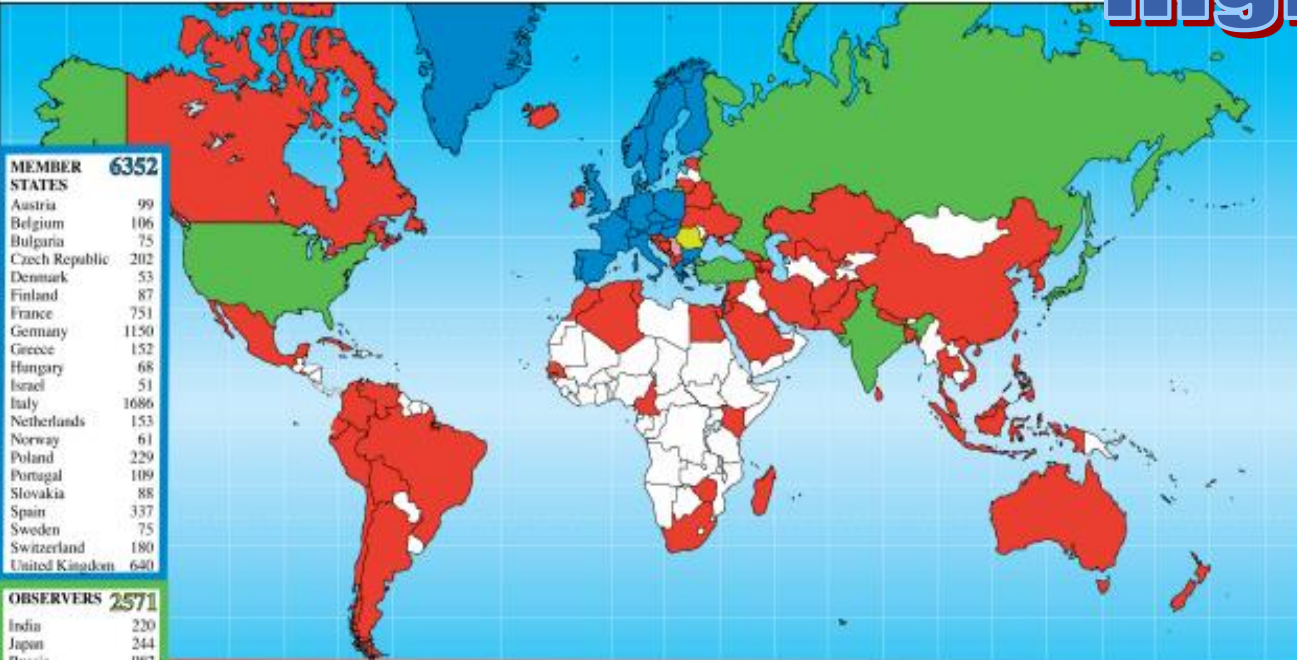 MEMBER 6352
STATES
Austria 99
Belgium 106
Bulgaria 75
Czech Republic 202
Denmark 53
Finland 87
France 751
Germany 1150
Greece 152
Hungary 68
Israel 51
Italy 1686
Netherlands 153
Norway 61
Poland 229
Portugal 109
Slovakia 88
Spain 337
Sweden 75
Switzerland 180
United Kingdom 640
OBSERVERS 2571
India 220
Japan 244